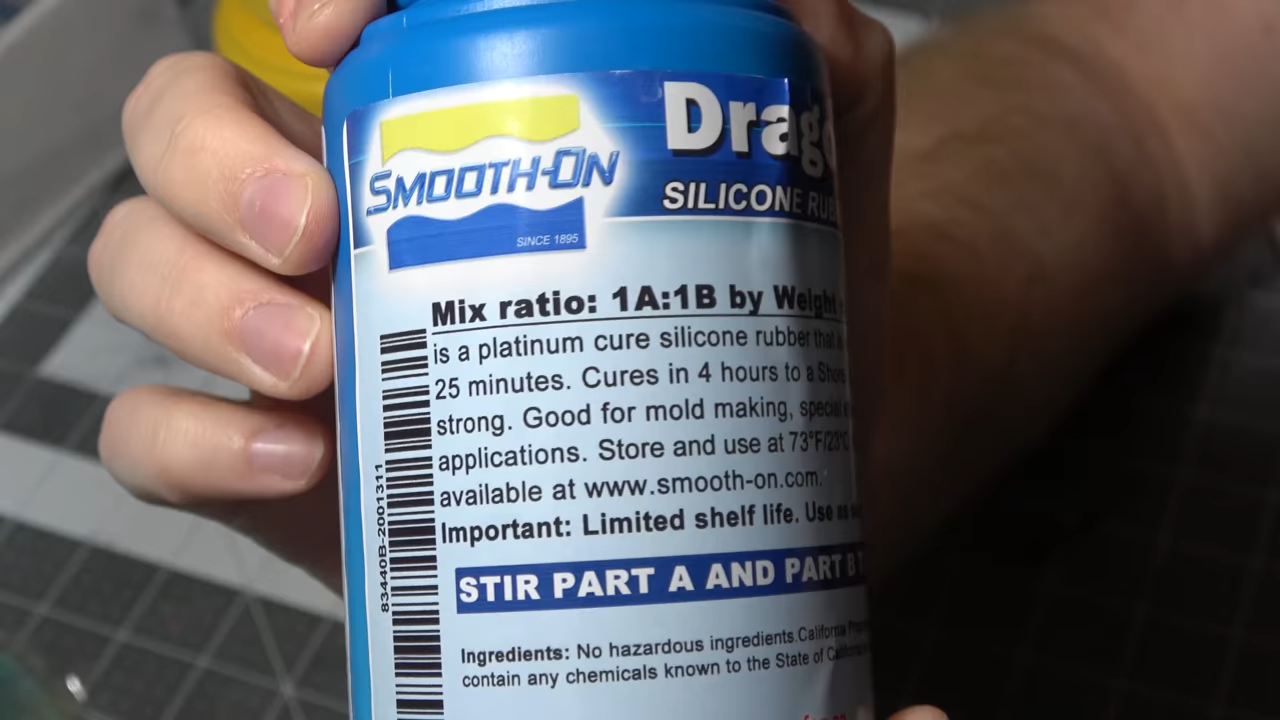 SMOOTH-ON
SINCE 1895
Drag
SILICONE RUB
Mix ratio: 1A:1B by Weight
is a platinum cure silicone rubber that
25 minutes. Cures in 4 hours to a Shore
strong. Good for mold making, special
applications. Store and use at 73°F/23°C
available at www.smooth-on.com.
Important: Limited shelf life. Use as
STIR PART A AND PART B
Ingredients: No hazardous ingredients. California
contain any chemicals known to the State of California
83440B-2001311